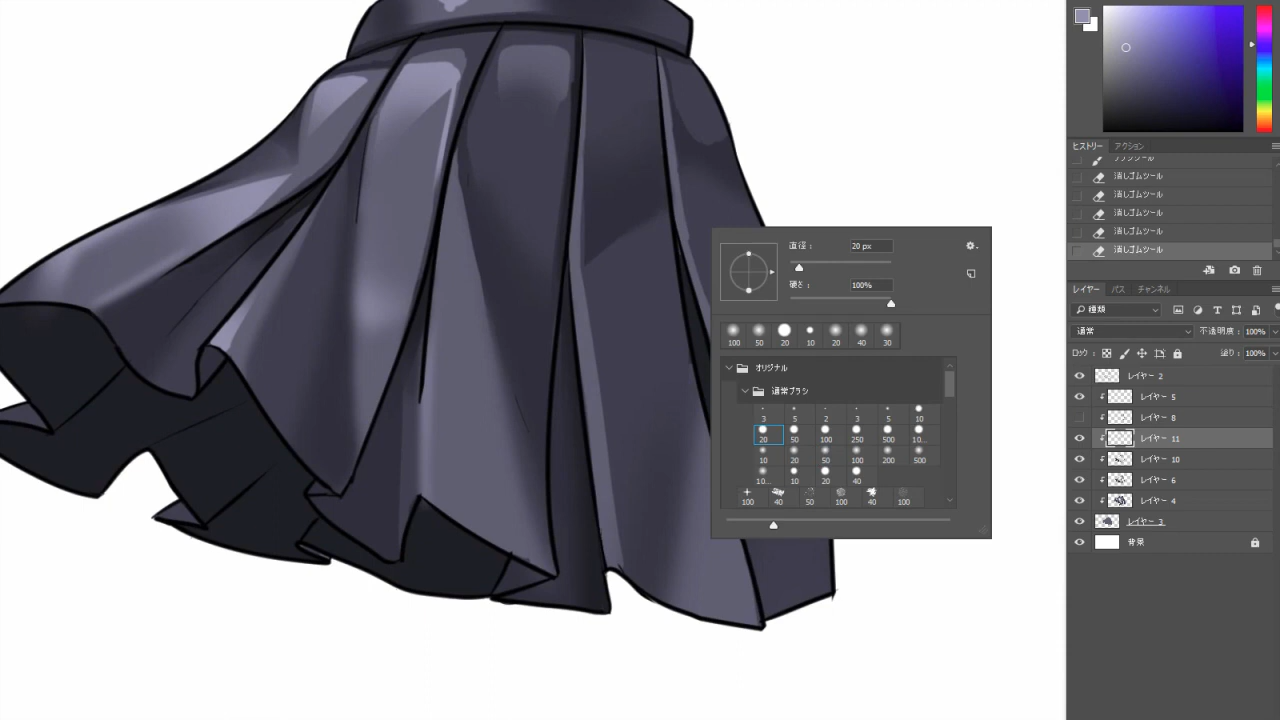 ヒストリー アクション
ブラシツール
消しゴムツール
消しゴムツール
消しゴムツール
消しゴムツール
消しゴムツール
レイヤー パス チャンネル
種類
通常 不透明度： 100%
ロック： 塗り： 100%
レイヤー 2
レイヤー 5
レイヤー 8
レイヤー 11
レイヤー 10
レイヤー 6
レイヤー 4
レイヤー 3
背景
直径： 20 px
硬さ： 100%
100 50 20 10 20 40 30
オリジナル
通常ブラシ
3 5 2 3 5 10
20 50 100 250 500 10...
10 20 50 100 200 500
10... 10 20 40
100 40 50 100 40 100